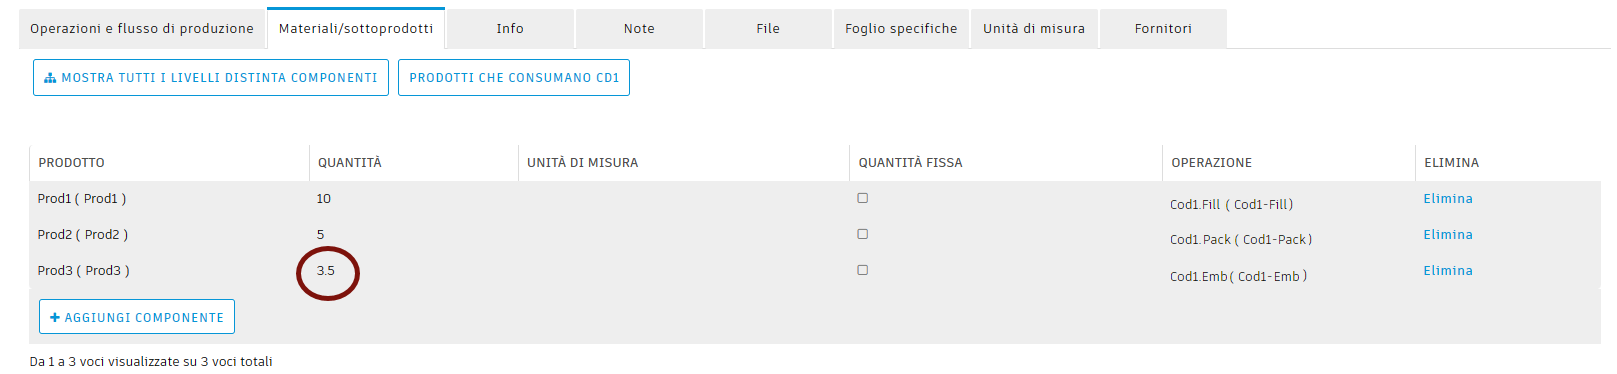 Operazioni e flusso di produzione Materiali/sottoprodotti Info Note File Foglio specifiche Unità di misura Fornitori
MOSTRA TUTTI I LIVELLI DISTINTA COMPONENTI PRODOTTI CHE CONSUMANO CD1
PRODOTTO QUANTITÀ UNITÀ DI MISURA QUANTITÀ FISSA OPERAZIONE ELIMINA
Prod1 ( Prod1 ) 10 Cod1.Fill ( Cod1-Fill) Elimina
Prod2 ( Prod2 ) 5 Cod1.Pack ( Cod1-Pack) Elimina
Prod3 ( Prod3 ) 3.5 Cod1.Emb ( Cod1-Emb ) Elimina
+ AGGIUNGI COMPONENTE
Da 1 a 3 voci visualizzate su 3 voci totali